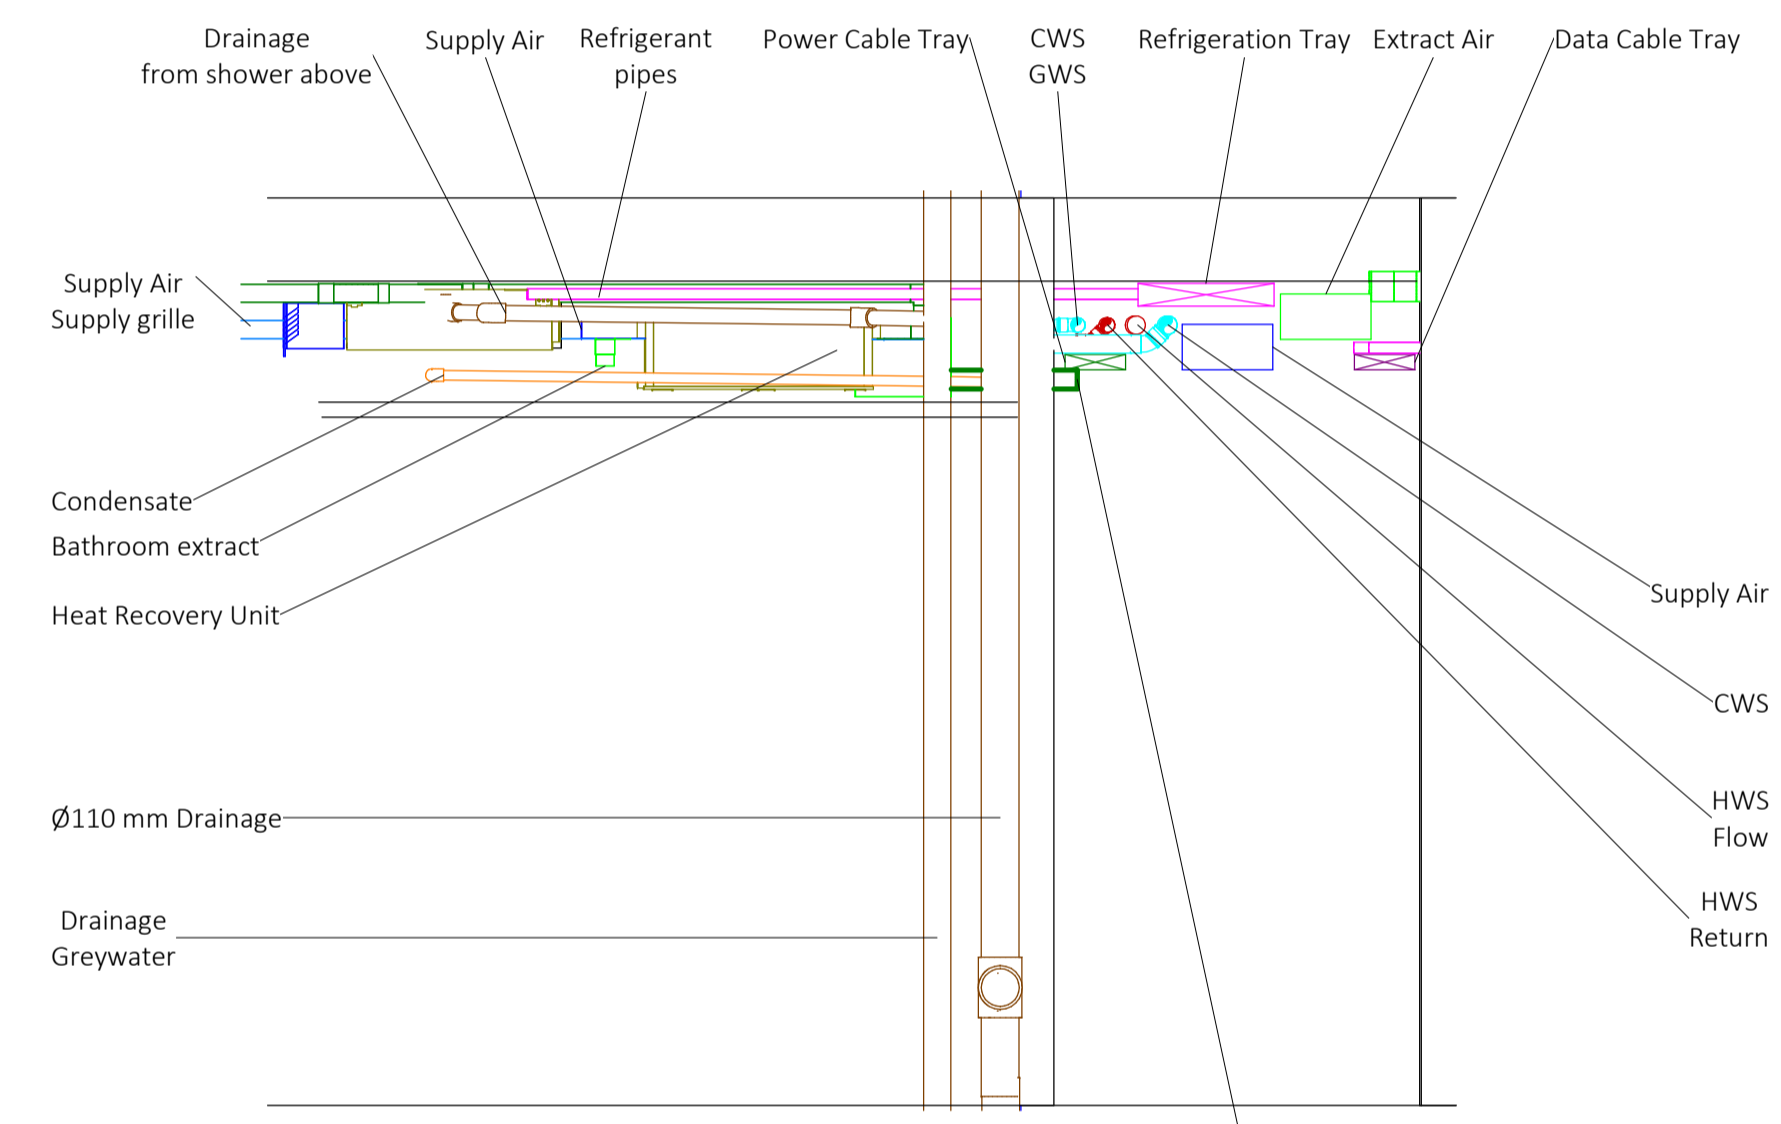 Drainage
from shower above
Supply Air
Refrigerant
pipes
Power Cable Tray
CWS
GWS
Refrigeration Tray
Extract Air
Data Cable Tray
Supply Air
Supply grille
Condensate
Bathroom extract
Heat Recovery Unit
Ø110 mm Drainage
Drainage
Greywater
Supply Air
CWS
HWS
Flow
HWS
Return